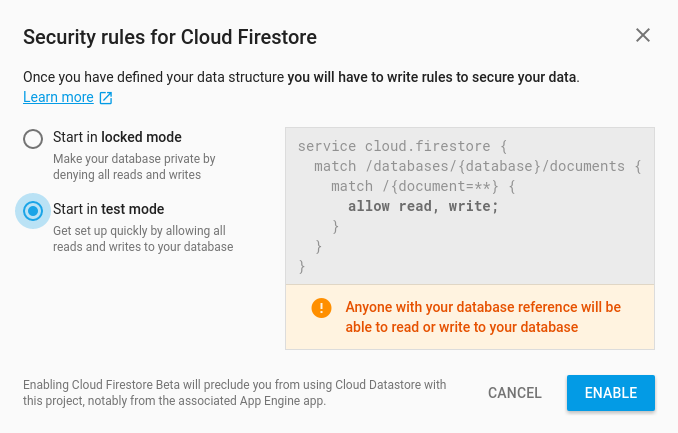 Security rules for Cloud Firestore
Once you have defined your data structure you will have to write rules to secure your data.
Learn more
Start in locked mode
Make your database private by
denying all reads and writes
Start in test mode
Get set up quickly by allowing all
reads and writes to your database
service cloud.firestore {
match /databases/{database}/documents {
match /{document=**} {
allow read, write;
}
}
}
Anyone with your database reference will be
able to read or write to your database
Enabling Cloud Firestore Beta will preclude you from using Cloud Datastore with
this project, notably from the associated App Engine app.
CANCEL
ENABLE